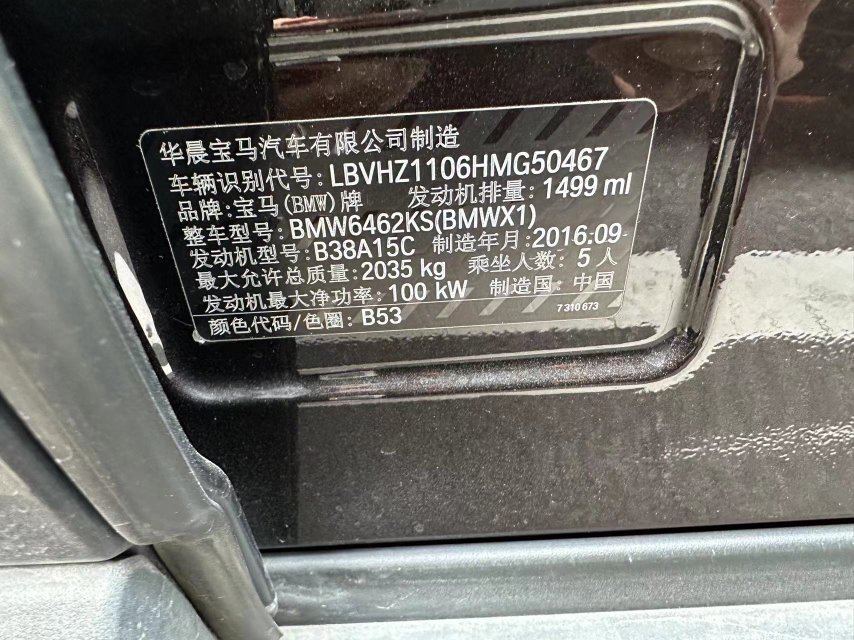 华晨宝马汽车有限公司制造
车辆识别代号: LBVHZ1106HMG50467
品牌: 宝马(BMW)牌 发动机排量: 1499 ml
整车型号: BMW6462KS(BMWX1)
发动机型号: B38A15C 制造年月: 2016.09
最大允许总质量: 2035 kg 乘坐人数: 5 人
发动机最大净功率: 100 kW 制造国: 中国
颜色代码/色圈: B53 7 310 673